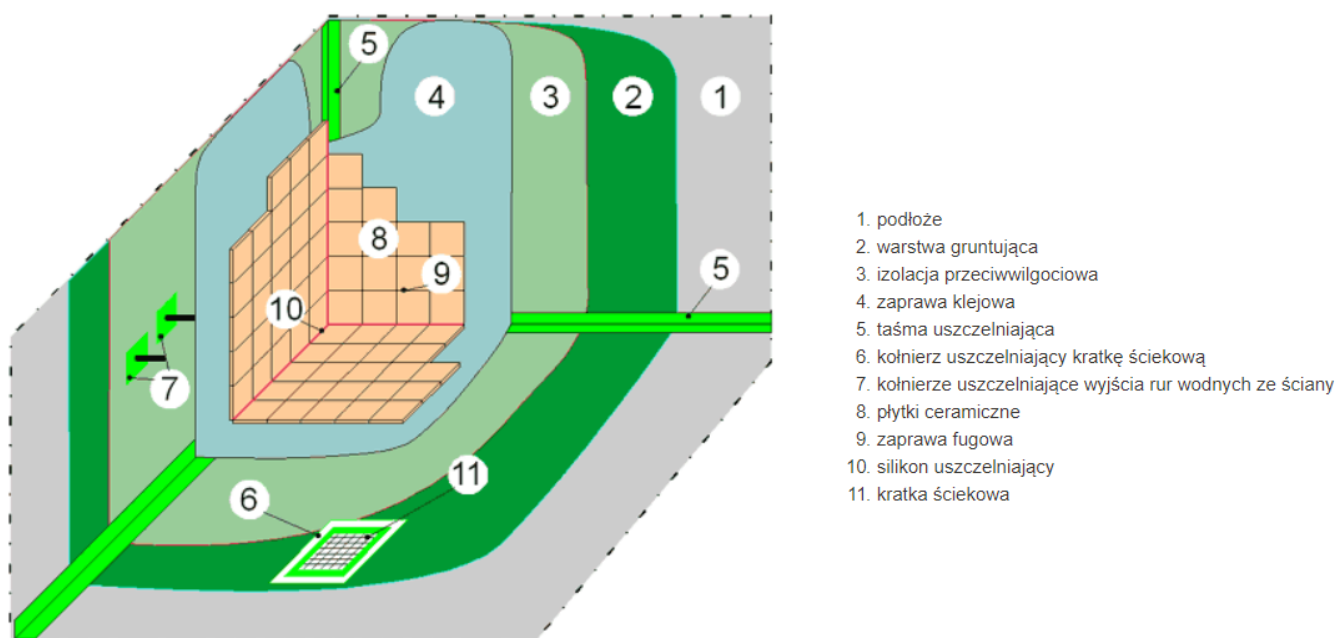 5
4
3
2
1
8
9
5
10
7
6
11
1. podłoże
2. warstwa gruntująca
3. izolacja przeciwwilgociowa
4. zaprawa klejowa
5. taśma uszczelniająca
6. kołnierz uszczelniający kratkę ściekową
7. kołnierze uszczelniające wyjścia rur wodnych ze ściany
8. płytki ceramiczne
9. zaprawa fugowa
10. silikon uszczelniający
11. kratka ściekowa